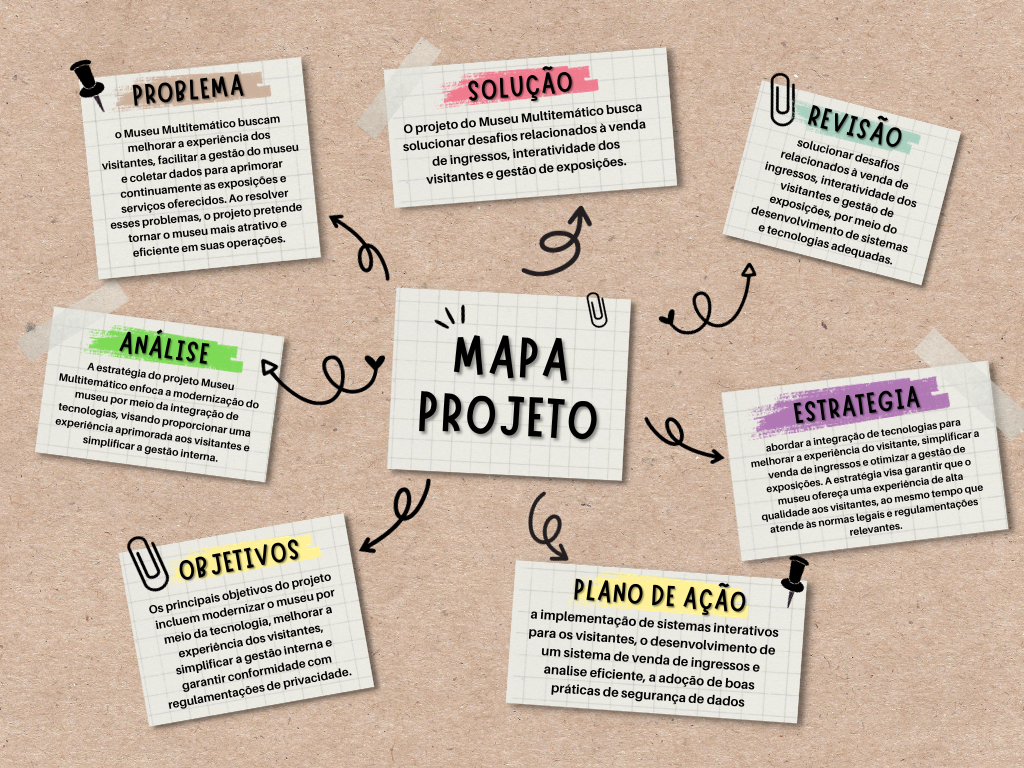 PROBLEMA
o Museu Multitemático buscam
melhorar a experiência dos
visitantes, facilitar a gestão do museu
e coletar dados para aprimorar
continuamente as exposições e
serviços oferecidos. Ao resolver
esses problemas, o projeto pretende
tornar o museu mais atrativo e
eficiente em suas operações.
SOLUÇÃO
O projeto do Museu Multitemático busca
solucionar desafios relacionados à venda
de ingressos, interatividade dos
visitantes e gestão de exposições.
REVISÃO
solucionar desafios
relacionados à venda de
ingressos, interatividade dos
visitantes e gestão de
exposições, por meio do
desenvolvimento de sistemas
e tecnologias adequadas.
ANÁLISE
A estratégia do projeto Museu
Multitemático enfoca a modernização do
museu por meio da integração de
tecnologias, visando proporcionar uma
experiência aprimorada aos visitantes e
simplificar a gestão interna.
MAPA
PROJETO
ESTRATEGIA
abordar a integração de tecnologias para
melhorar a experiência do visitante, simplificar a
venda de ingressos e otimizar a gestão de
exposições. A estratégia visa garantir que o
museu ofereça uma experiência de alta
qualidade aos visitantes, ao mesmo tempo que
atende às normas legais e regulamentações
relevantes.
OBJETIVOS
Os principais objetivos do projeto
incluem modernizar o museu por
meio da tecnologia, melhorar a
experiência dos visitantes,
simplificar a gestão interna e
garantir conformidade com
regulamentações de privacidade.
PLANO DE AÇÃO
a implementação de sistemas interativos
para os visitantes, o desenvolvimento de
um sistema de venda de ingressos e
analise eficiente, a adoção de boas
práticas de segurança de dados